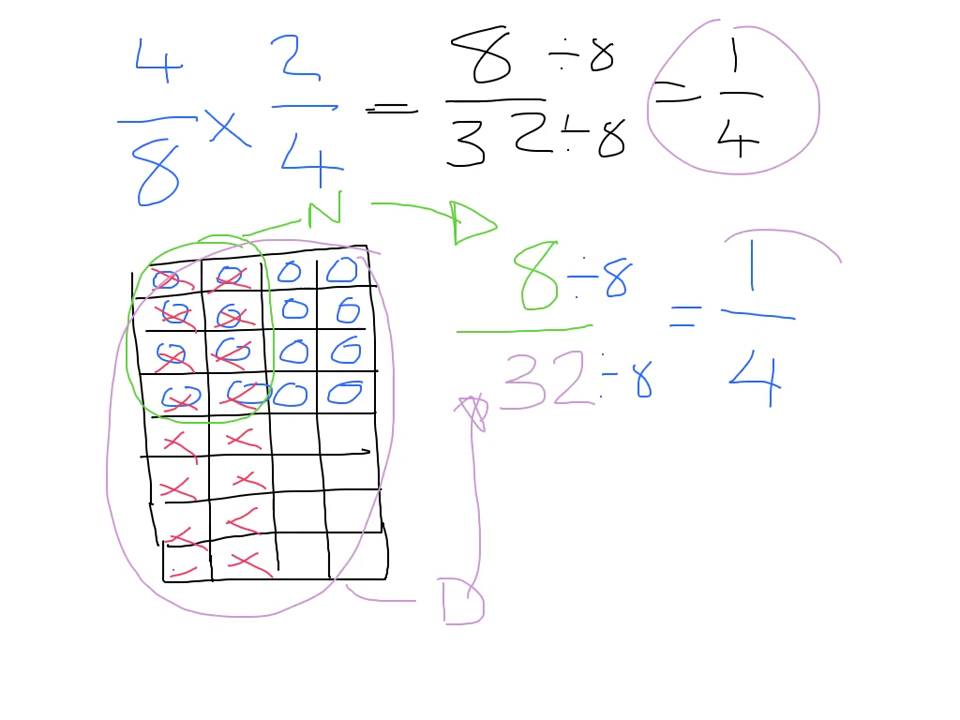 4/8 × 2/4 = 8/32 ÷8/÷8 = 1/4
N
8/32 ÷8/÷8 = 1/4
O O O O
O O O O
O O O O
O O O O
X X X X X X X X
X X
X X
X X
X X
D